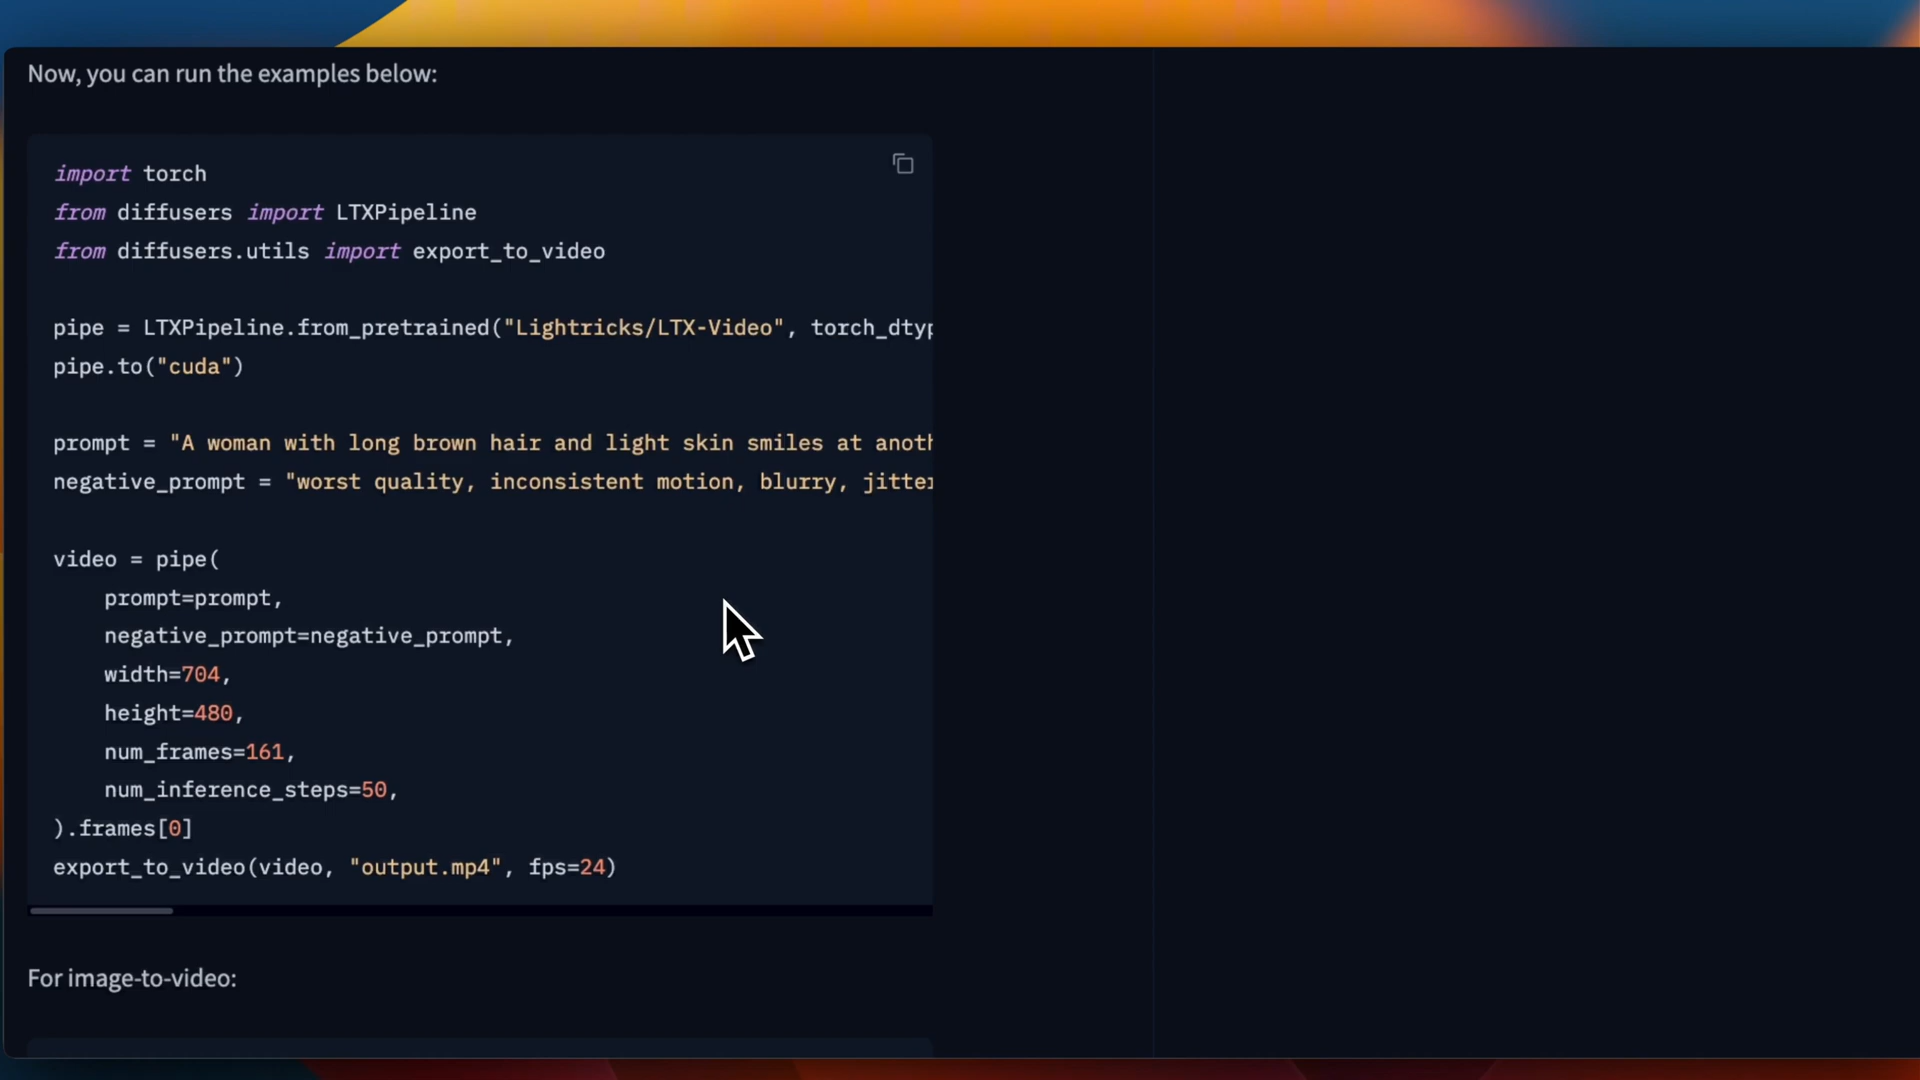 Now, you can run the examples below:
import torch
from diffusers import LTXPipeline
from diffusers.utils import export_to_video
pipe = LTXPipeline.from_pretrained("Lightricks/LTX-Video", torch_dtyp
pipe.to("cuda")
prompt = "A woman with long brown hair and light skin smiles at anoth
negative_prompt = "worst quality, inconsistent motion, blurry, jitter
video = pipe(
    prompt=prompt,
    negative_prompt=negative_prompt,
    width=704,
    height=480,
    num_frames=161,
    num_inference_steps=50,
).frames[0]
export_to_video(video, "output.mp4", fps=24)
For image-to-video: